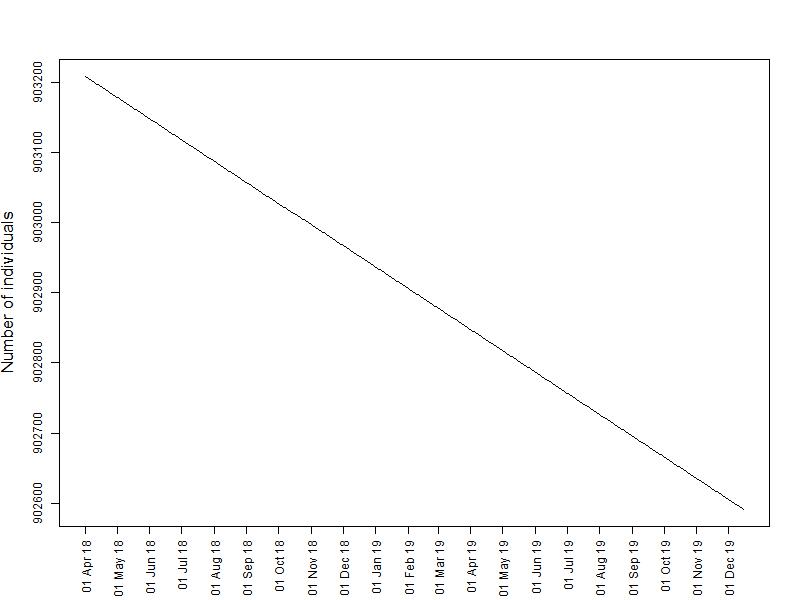 Number of individuals
903200
903100
903000
902900
902800
902700
902600
01 Apr 18
01 May 18
01 Jun 18
01 Jul 18
01 Aug 18
01 Sep 18
01 Oct 18
01 Nov 18
01 Dec 18
01 Jan 19
01 Feb 19
01 Mar 19
01 Apr 19
01 May 19
01 Jun 19
01 Jul 19
01 Aug 19
01 Sep 19
01 Oct 19
01 Nov 19
01 Dec 19